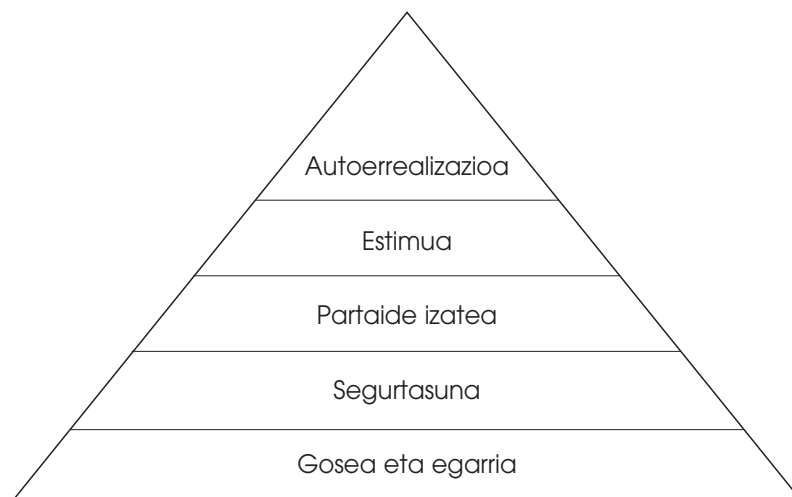 Autoerrealizazioa
Estimua
Partaide izatea
Segurtasuna
Gosea eta egarria